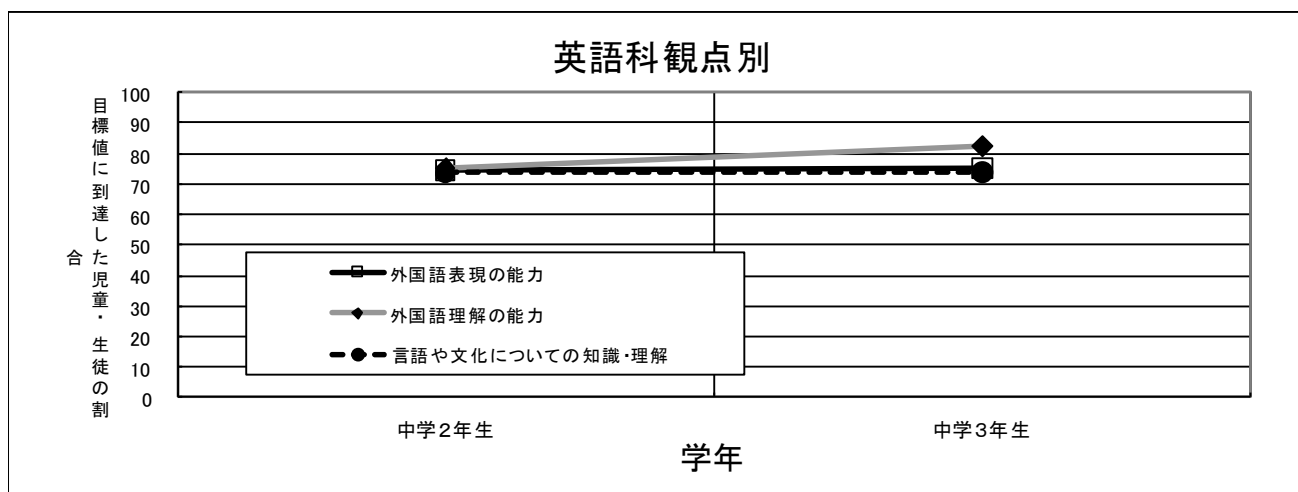 英語科観点別
目標値に到達した児童・生徒の割
合
100
90
80
70
60
50
40
30
20
10
0
外国語表現の能力
外国語理解の能力
言語や文化についての知識・理解
中学2年生
中学3年生
学年